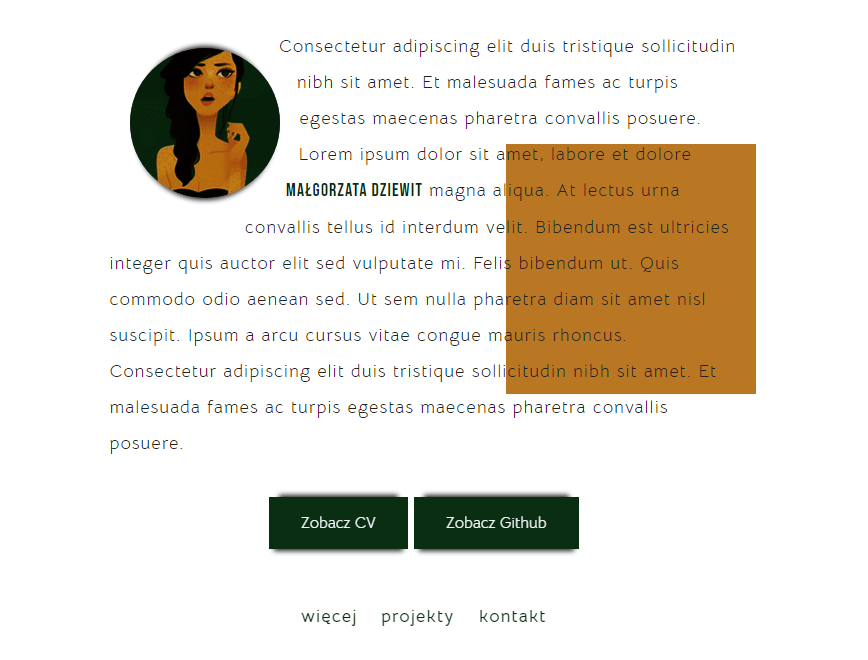 Consectetur adipiscing elit duis tristique sollicitudin
nibh sit amet. Et malesuada fames ac turpis
egestas maecenas pharetra convallis posuere.
Lorem ipsum dolor sit amet, labore et dolore
MAŁGORZATA DZIEWIT magna aliqua. At lectus urna
convallis tellus id interdum velit. Bibendum est ultricies
integer quis auctor elit sed vulputate mi. Felis bibendum ut. Quis
commodo odio aenean sed. Ut sem nulla pharetra diam sit amet nisl
suscipit. Ipsum a arcu cursus vitae congue mauris rhoncus.
Consectetur adipiscing elit duis tristique sollicitudin nibh sit amet. Et
malesuada fames ac turpis egestas maecenas pharetra convallis
posuere.
Zobacz CV Zobacz Github
więcej projekty kontakt